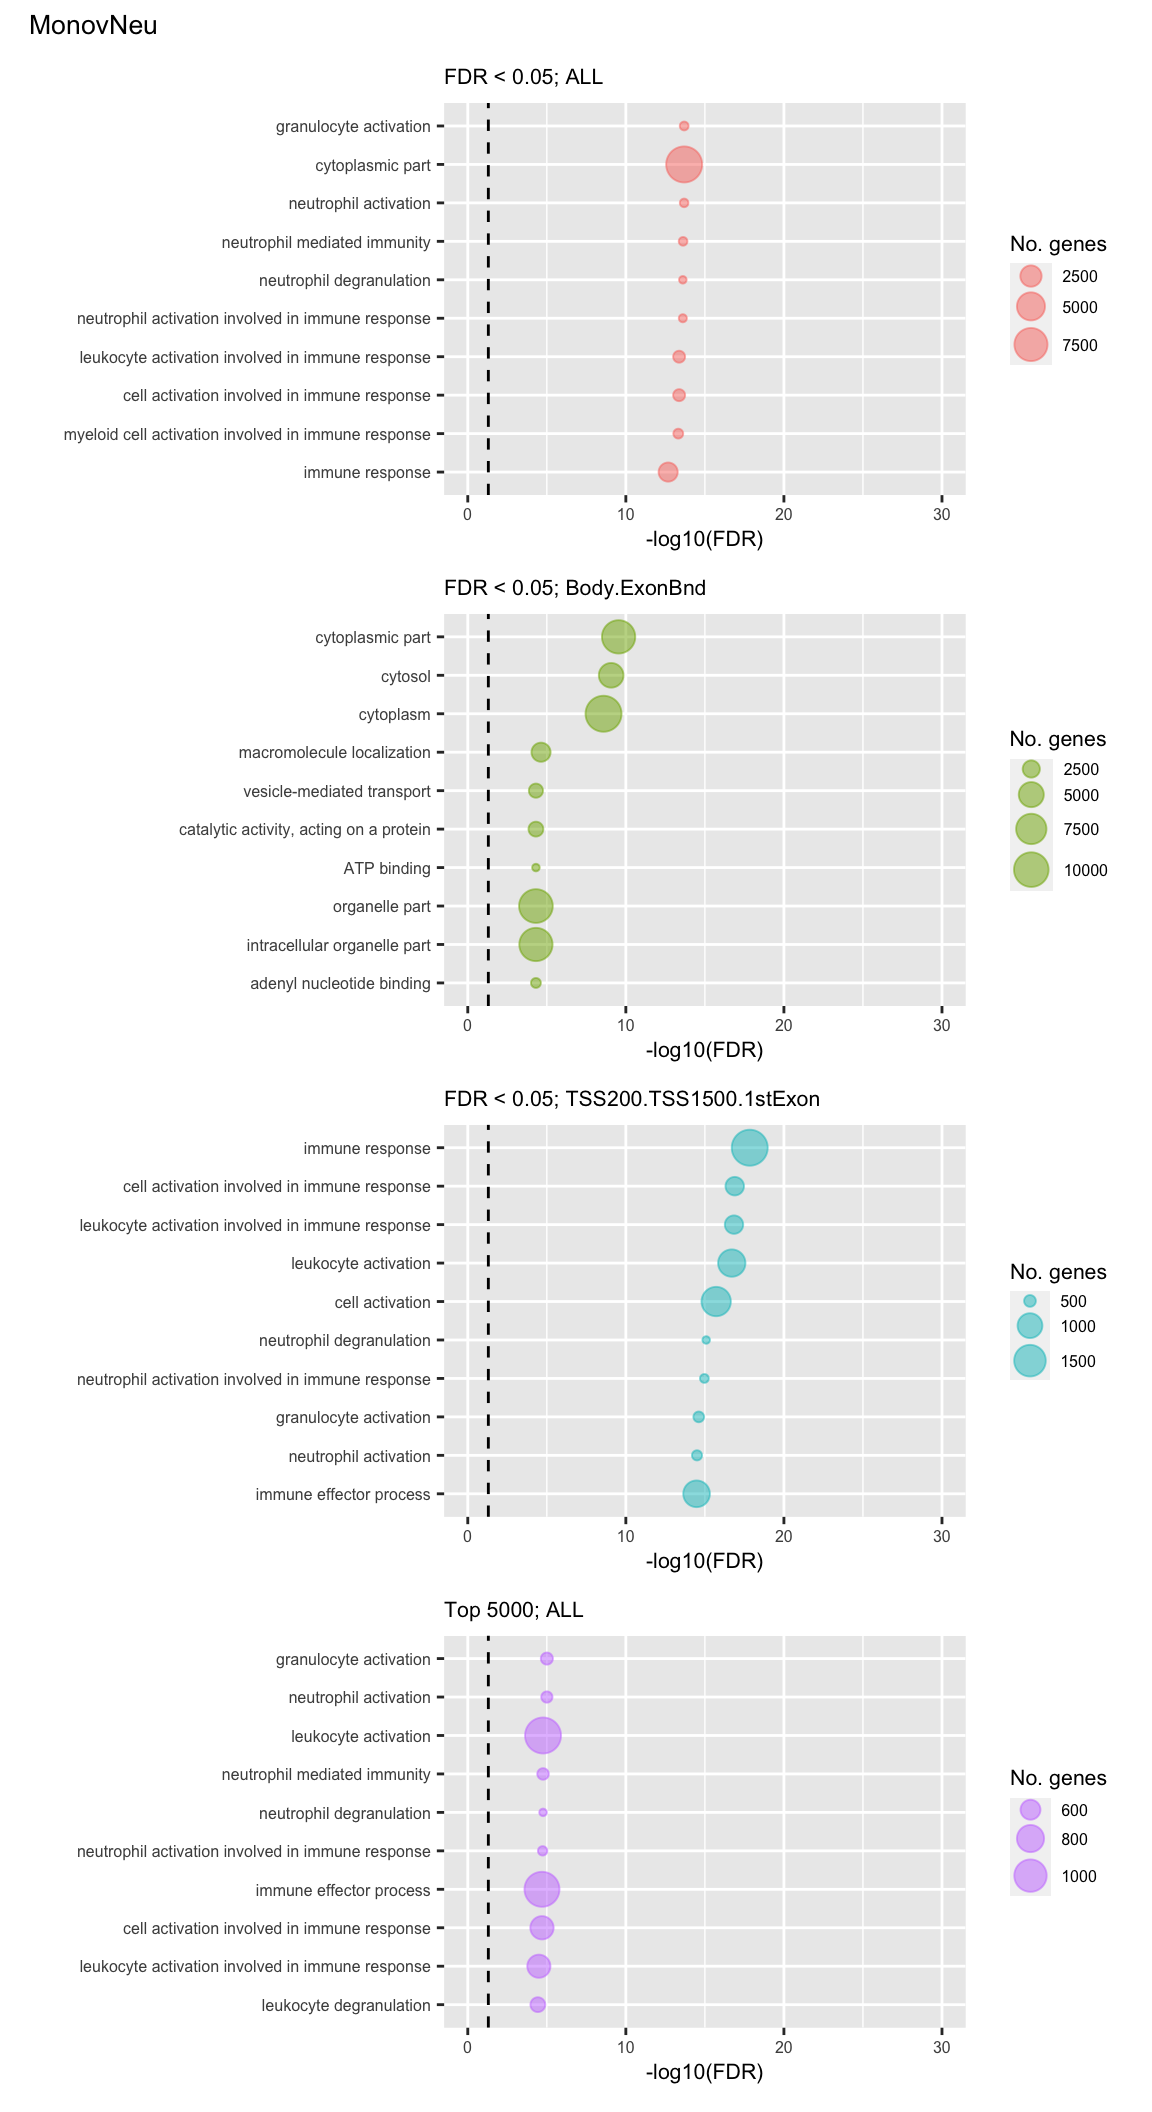 MonovNeu
FDR < 0.05; ALL
granulocyte activation
cytoplasmic part
neutrophil activation
neutrophil mediated immunity
neutrophil degranulation
neutrophil activation involved in immune response
leukocyte activation involved in immune response
cell activation involved in immune response
myeloid cell activation involved in immune response
immune response
0 10 20 30
-log10(FDR)
No. genes
2500
5000
7500
FDR < 0.05; Body.ExonBnd
cytoplasmic part
cytosol
cytoplasm
macromolecule localization
vesicle-mediated transport
catalytic activity, acting on a protein
ATP binding
organelle part
intracellular organelle part
adenyl nucleotide binding
0 10 20 30
-log10(FDR)
No. genes
2500
5000
7500
10000
FDR < 0.05; TSS200.TSS1500.1stExon
immune response
cell activation involved in immune response
leukocyte activation involved in immune response
leukocyte activation
cell activation
neutrophil degranulation
neutrophil activation involved in immune response
granulocyte activation
neutrophil activation
immune effector process
0 10 20 30
-log10(FDR)
No. genes
500
1000
1500
Top 5000; ALL
granulocyte activation
neutrophil activation
leukocyte activation
neutrophil mediated immunity
neutrophil degranulation
neutrophil activation involved in immune response
immune effector process
cell activation involved in immune response
leukocyte activation involved in immune response
leukocyte degranulation
0 10 20 30
-log10(FDR)
No. genes
600
800
1000